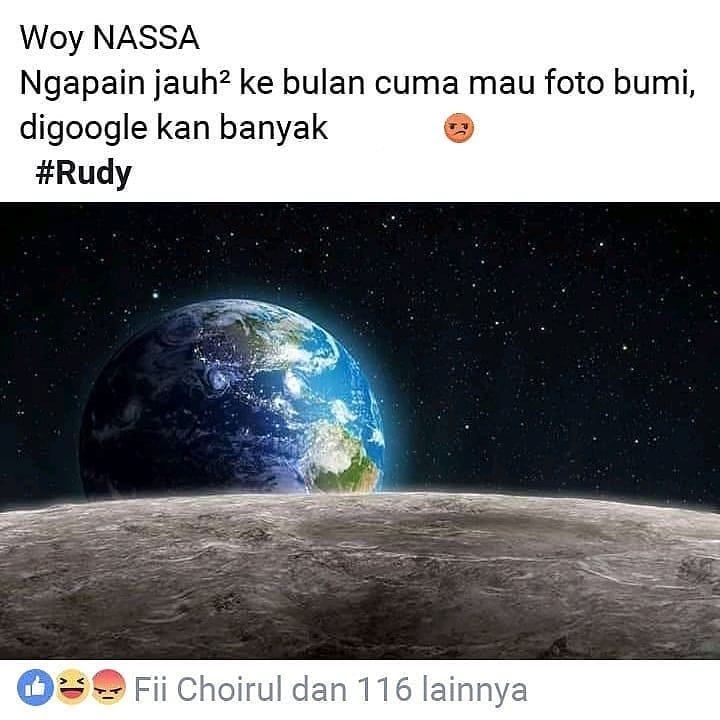 Woy NASSA
Ngapain jauh² ke bulan cuma mau foto bumi,
digoogle kan banyak 😡
#Rudy
Fii Choirul dan 116 lainnya